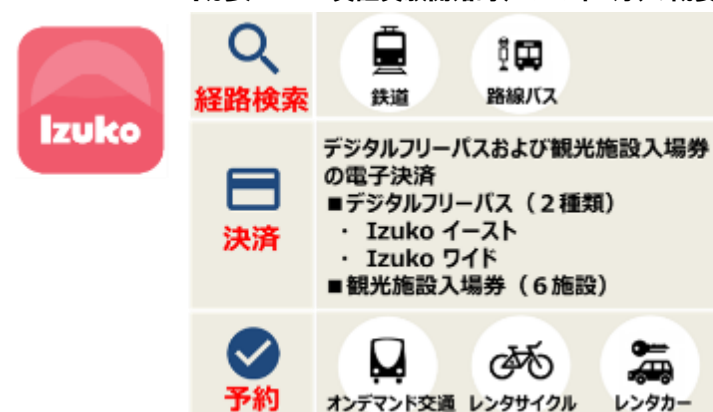 Izuko
経路検索
鉄道
路線バス
決済
デジタルフリーパスおよび観光施設入場券
の電子決済
■デジタルフリーパス（２種類）
・ Izuko イースト
・ Izuko ワイド
■観光施設入場券（６施設）
予約
オンデマンド交通
レンタサイクル
レンタカー